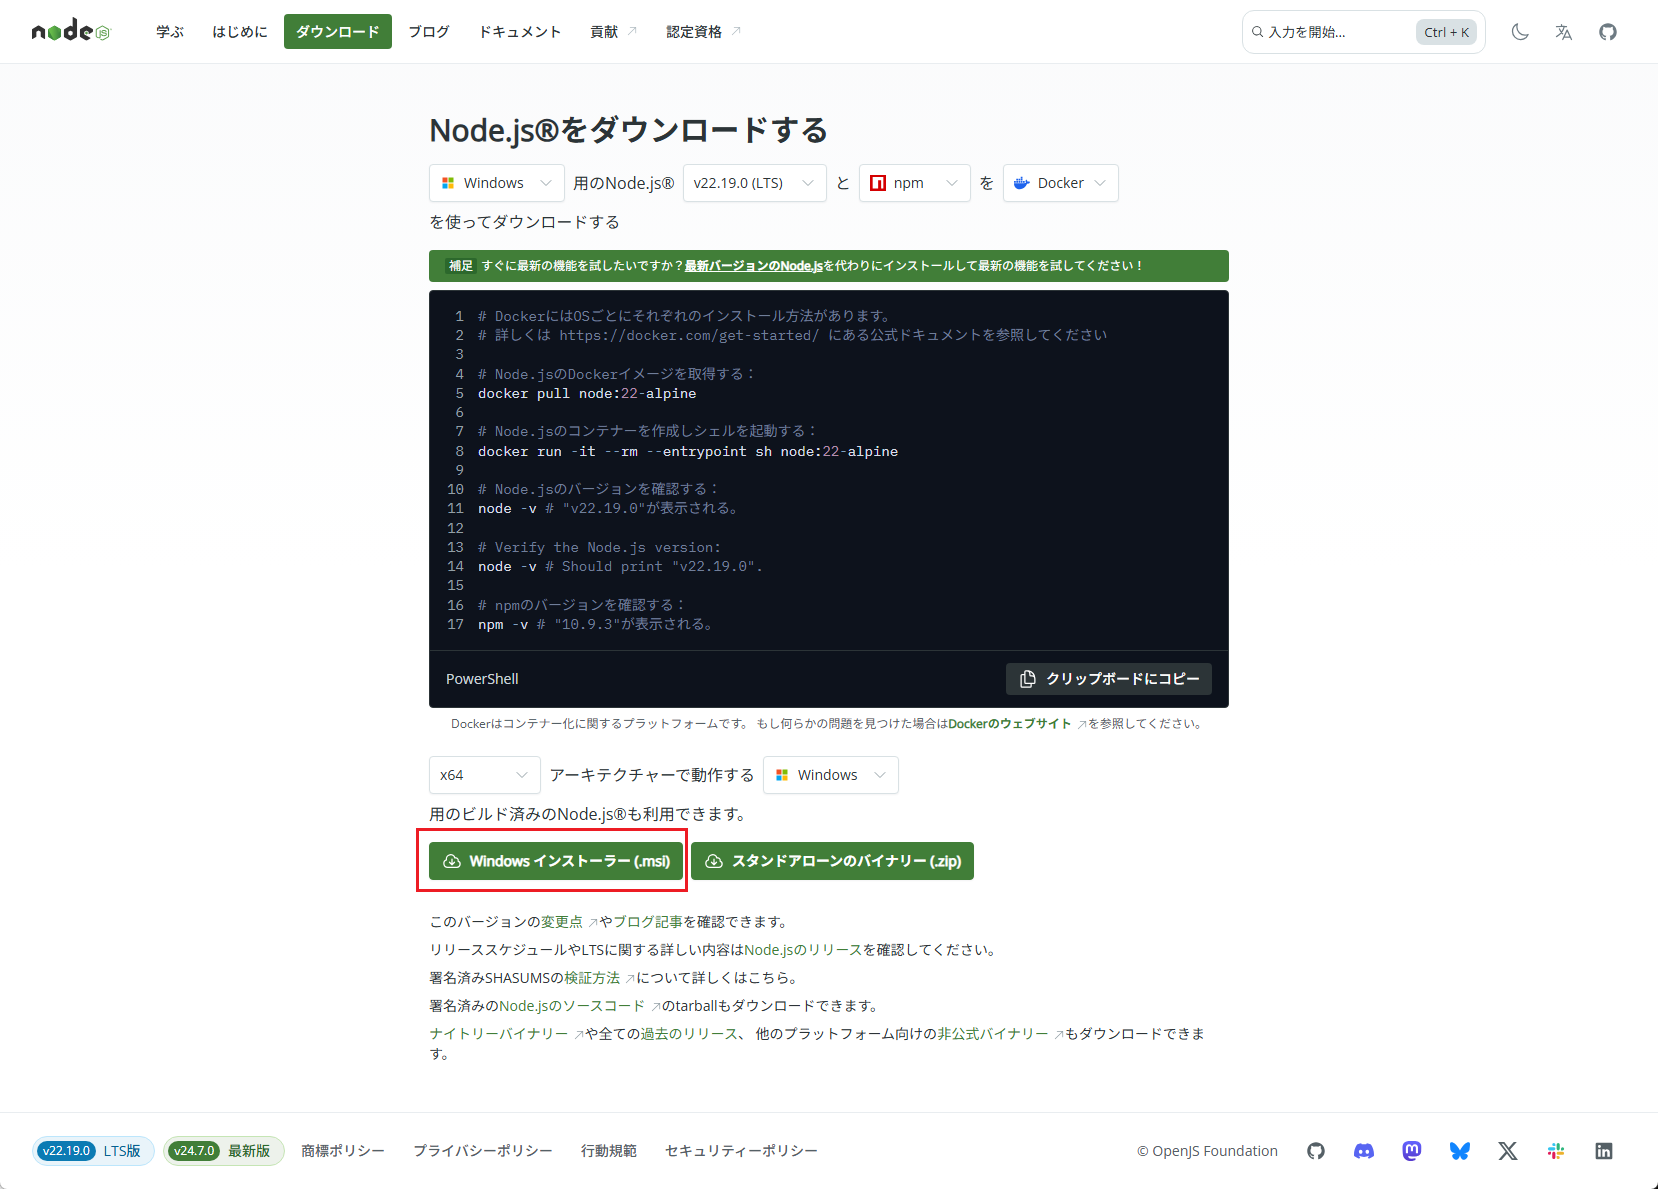 node JS
学ぶ はじめに ダウンロード ブログ ドキュメント 貢献 認定資格 入力を開始... Ctrl + K
Node.js®をダウンロードする
Windows 用のNode.js® v22.19.0 (LTS) と npm を Docker
を使ってダウンロードする
補足 すぐに最新の機能を試したいですか？最新バージョンのNode.jsを代わりにインストールして最新の機能を試してください！
1 # DockerにはOSごとにそれぞれのインストール方法があります。
2 # 詳しくは https://docker.com/get-started/ にある公式ドキュメントを参照してください
3
4 # Node.jsのDockerイメージを取得する：
5 docker pull node:22-alpine
6
7 # Node.jsのコンテナーを作成しシェルを起動する：
8 docker run -it --rm --entrypoint sh node:22-alpine
9
10 # Node.jsのバージョンを確認する：
11 node -v # "v22.19.0"が表示される。
12
13 # Verify the Node.js version:
14 node -v # Should print "v22.19.0".
15
16 # npmのバージョンを確認する：
17 npm -v # "10.9.3"が表示される。
PowerShell クリップボードにコピー
Dockerはコンテナー化に関するプラットフォームです。 もし何らかの問題を見つけた場合はDockerのウェブサイト を参照してください。
x64 アーキテクチャーで動作する Windows
用のビルド済みのNode.js®も利用できます。
Windows インストーラー (.msi) スタンドアローンのバイナリー (.zip)
このバージョンの変更点 やブログ記事を確認できます。
リリーススケジュールやLTSに関する詳しい内容はNode.jsのリリースを確認してください。
署名済みSHASUMSの検証方法 について詳しくはこちら。
署名済みのNode.jsのソースコード のtarballもダウンロードできます。
ナイトリーバイナリー や全ての過去のリリース、 他のプラットフォーム向けの非公式バイナリー もダウンロードできま
す。
v22.19.0 LTS版 v24.7.0 最新版 商標ポリシー プライバシーポリシー 行動規範 セキュリティーポリシー © OpenJS Foundation